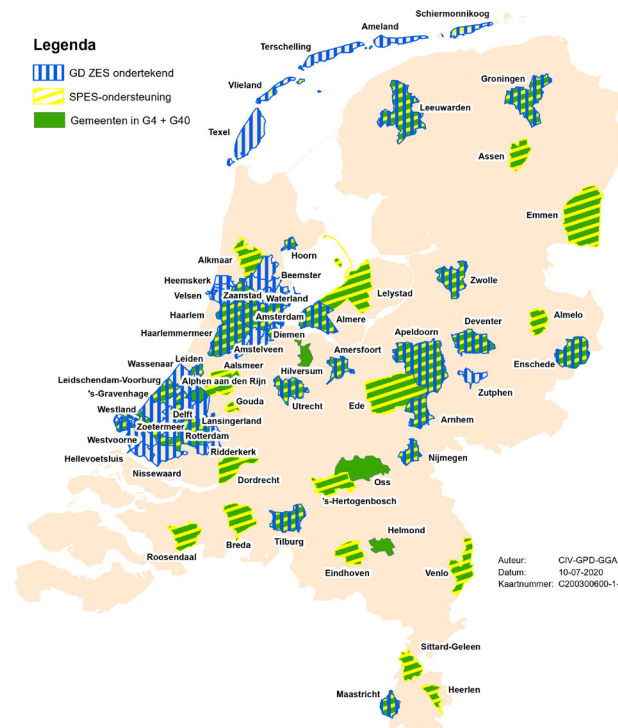 Legenda
GD ZES ondertekend
SPES-ondersteuning
Gemeenten in G4 + G40
Schiermonnikoog
Ameland
Terschelling
Vlieland
Texel
Groningen
Leeuwarden
Assen
Emmen
Hoorn
Alkmaar
Beemster
Heemskerk
Zaanstad
Velsen
Waterland
Lelystad
Zwolle
Haarlem
Amsterdam
Almere
Apeldoorn
Deventer
Almelo
Haarlemmermeer
Diemen
Amstelveen
Amersfoort
Enschede
Leiden
Wassenaar
Aalsmeer
Hilversum
Leidschendam-Voorburg
Alphen aan den Rijn
Zutphen
's-Gravenhage
Gouda
Utrecht
Ede
Westland
Delft
Lansingerland
Arnhem
Zoetermeer
Westvoorne
Rotterdam
Hellevoetsluis
Ridderkerk
Nijmegen
Nissewaard
Dordrecht
Oss
's-Hertogenbosch
Helmond
Roosendaal
Breda
Tilburg
Eindhoven
Venlo
Auteur: CIV-GPD-GGA
Datum: 10-07-2020
Kaartnummer: C200300600-1-
Sittard-Geleen
Maastricht
Heerlen